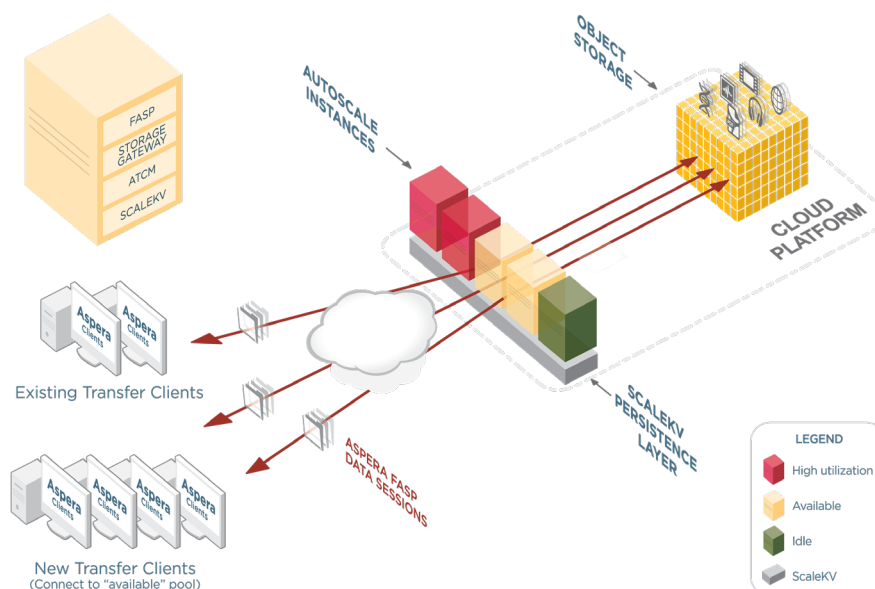 FASP
STORAGE
GATEWAY
ATCM
SCALEKV
AUTOSCALE
INSTANCES
OBJECT
STORAGE
CLOUD
PLATFORM
Aspera
Clients
Aspera
Clients
Existing Transfer Clients
Aspera
Clients
Aspera
Clients
Aspera
Clients
Aspera
Clients
New Transfer Clients
(Connect to “available” pool)
ASPERA FASP
DATA SESSIONS
SCALEKV
PERSISTENCE
LAYER
LEGEND
High utilization
Available
Idle
ScaleKV